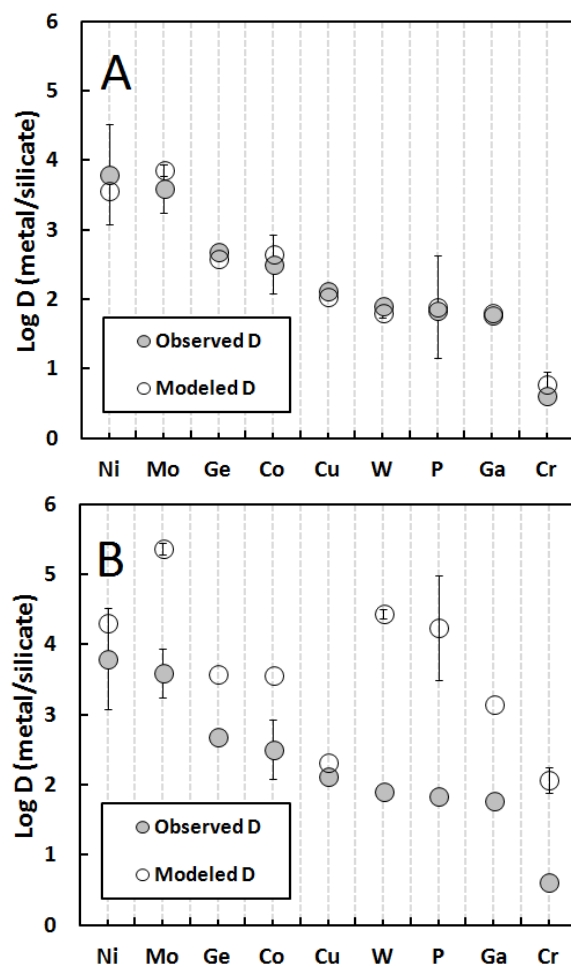 A
Log D (metal/silicate)
6
5
4
3
2
1
0
Observed D
Modeled D
Ni Mo Ge Co Cu W P Ga Cr
B
Log D (metal/silicate)
6
5
4
3
2
1
0
Observed D
Modeled D
Ni Mo Ge Co Cu W P Ga Cr